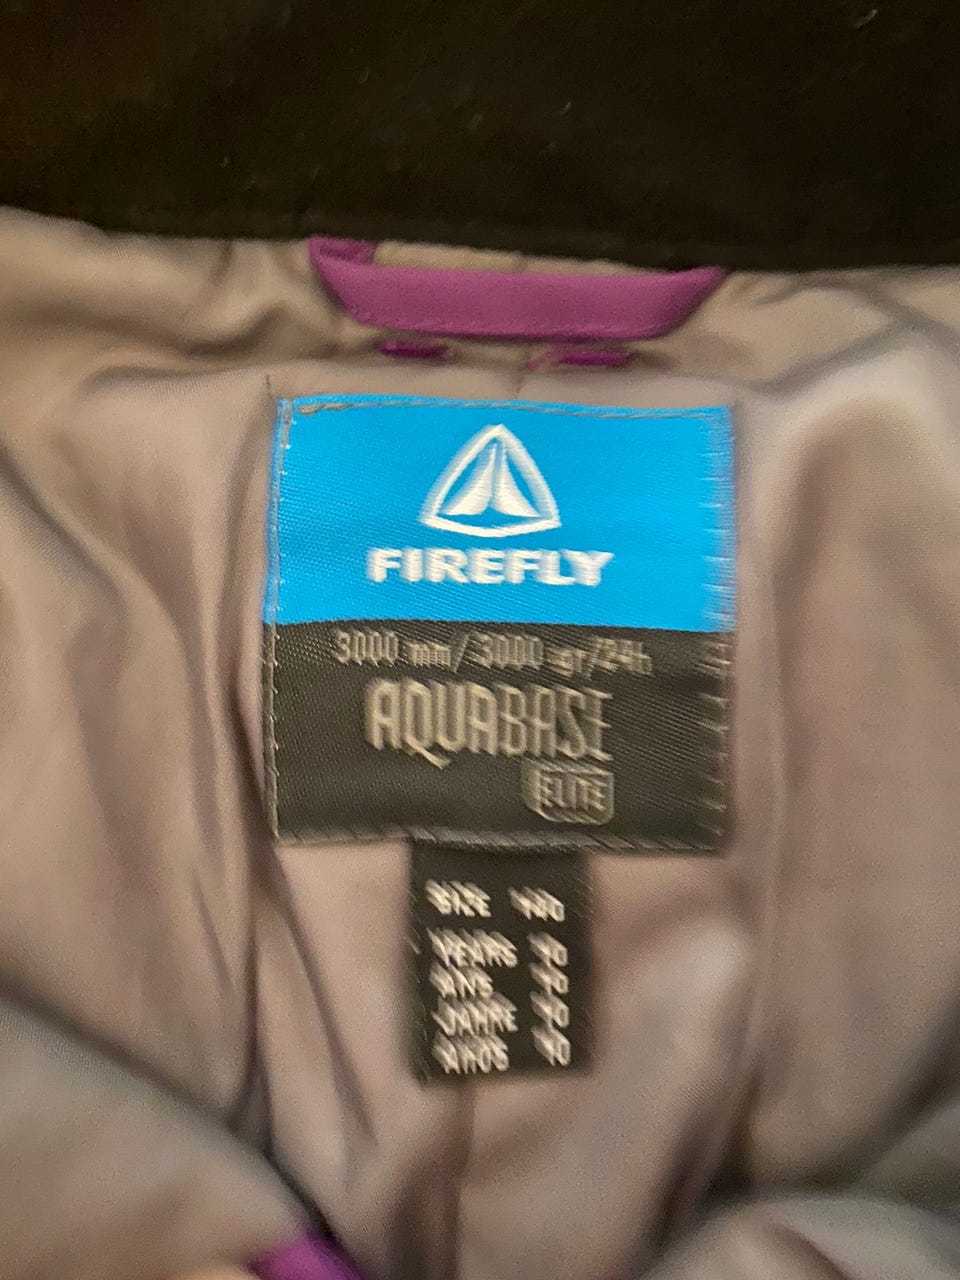 FIREFLY
3000 mm/3000 gr/24h
AQUABASE
ELITE
SIZE 140
YEARS 10
ANS 10
JAHRE 10
AÑOS 10